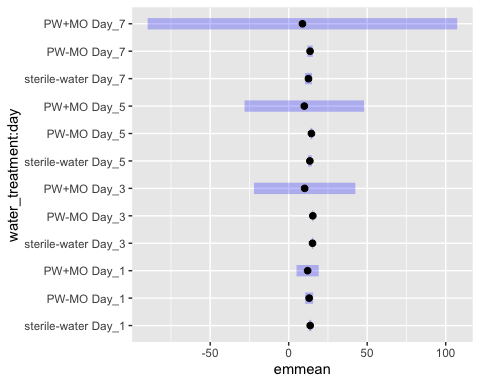 PW+MO Day_7
PW-MO Day_7
sterile-water Day_7
PW+MO Day_5
PW-MO Day_5
sterile-water Day_5
PW+MO Day_3
PW-MO Day_3
sterile-water Day_3
PW+MO Day_1
PW-MO Day_1
sterile-water Day_1
water_treatment:day
-50 0 50 100
emmean